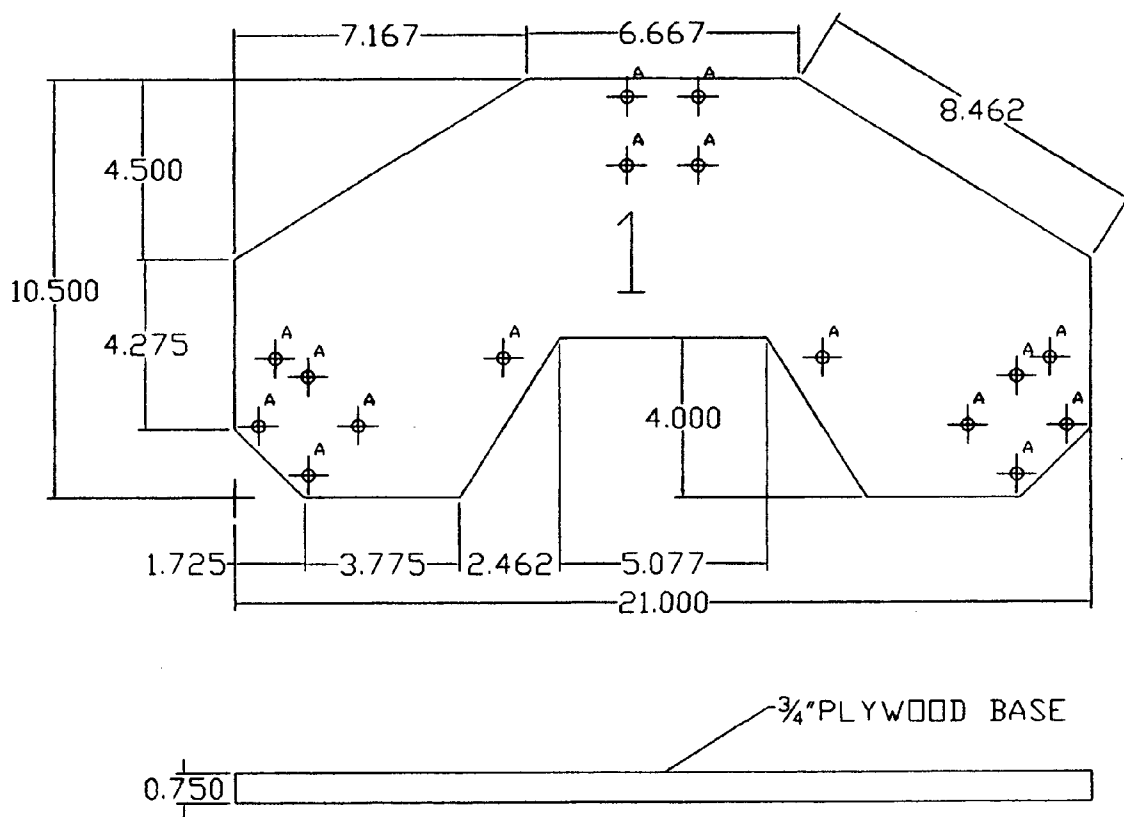 7.167 6.667
A A
8.462
A A
4.500
1
10.500
4.275
A A A A A A
4.000
A A A A
A A
1.725 3.775 2.462 5.077
21.000
¾"PLYWOOD BASE
0.750